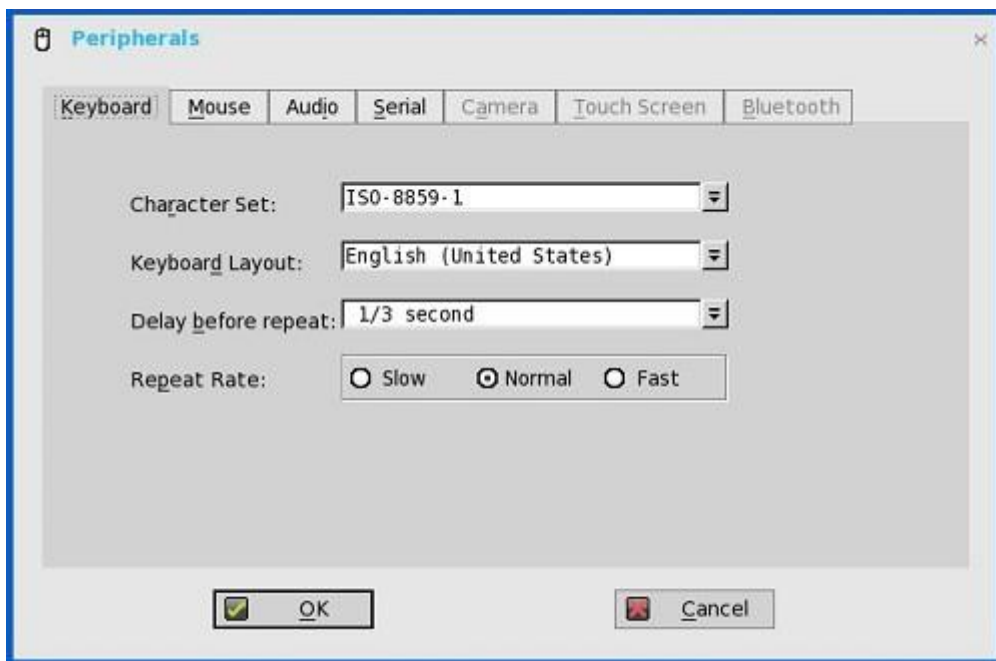 Peripherals
Keyboard Mouse Audio Serial Camera Touch Screen Bluetooth
Character Set: ISO-8859-1
Keyboard Layout: English (United States)
Delay before repeat: 1/3 second
Repeat Rate: Slow Normal Fast
OK Cancel